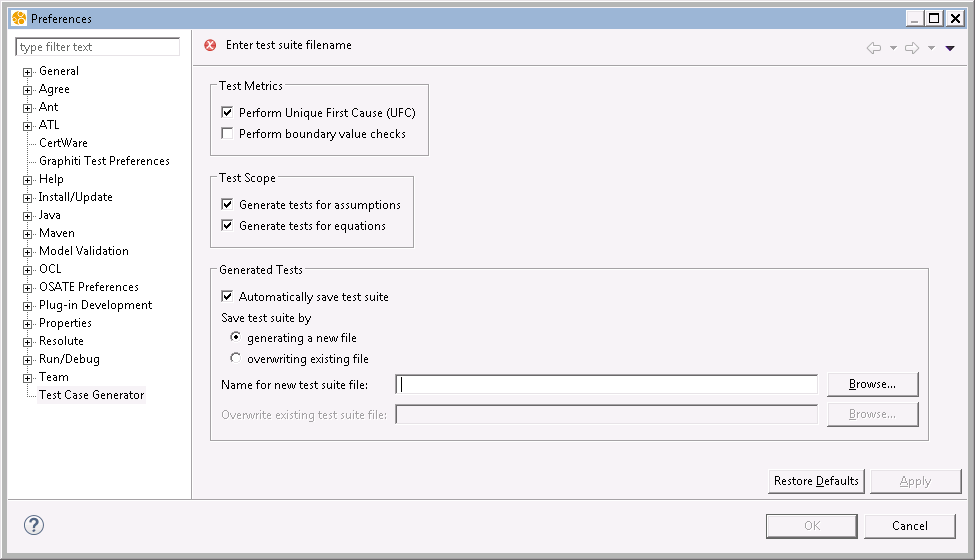 Preferences
type filter text
General
Agree
Ant
ATL
CertWare
Graphiti Test Preferences
Help
Install/Update
Java
Maven
Model Validation
OCL
OSATE Preferences
Plug-in Development
Properties
Resolute
Run/Debug
Team
Test Case Generator
Enter test suite filename
Test Metrics
Perform Unique First Cause (UFC)
Perform boundary value checks
Test Scope
Generate tests for assumptions
Generate tests for equations
Generated Tests
Automatically save test suite
Save test suite by
generating a new file
overwriting existing file
Name for new test suite file: Browse...
Overwrite existing test suite file: Browse...
Restore Defaults Apply
? OK Cancel